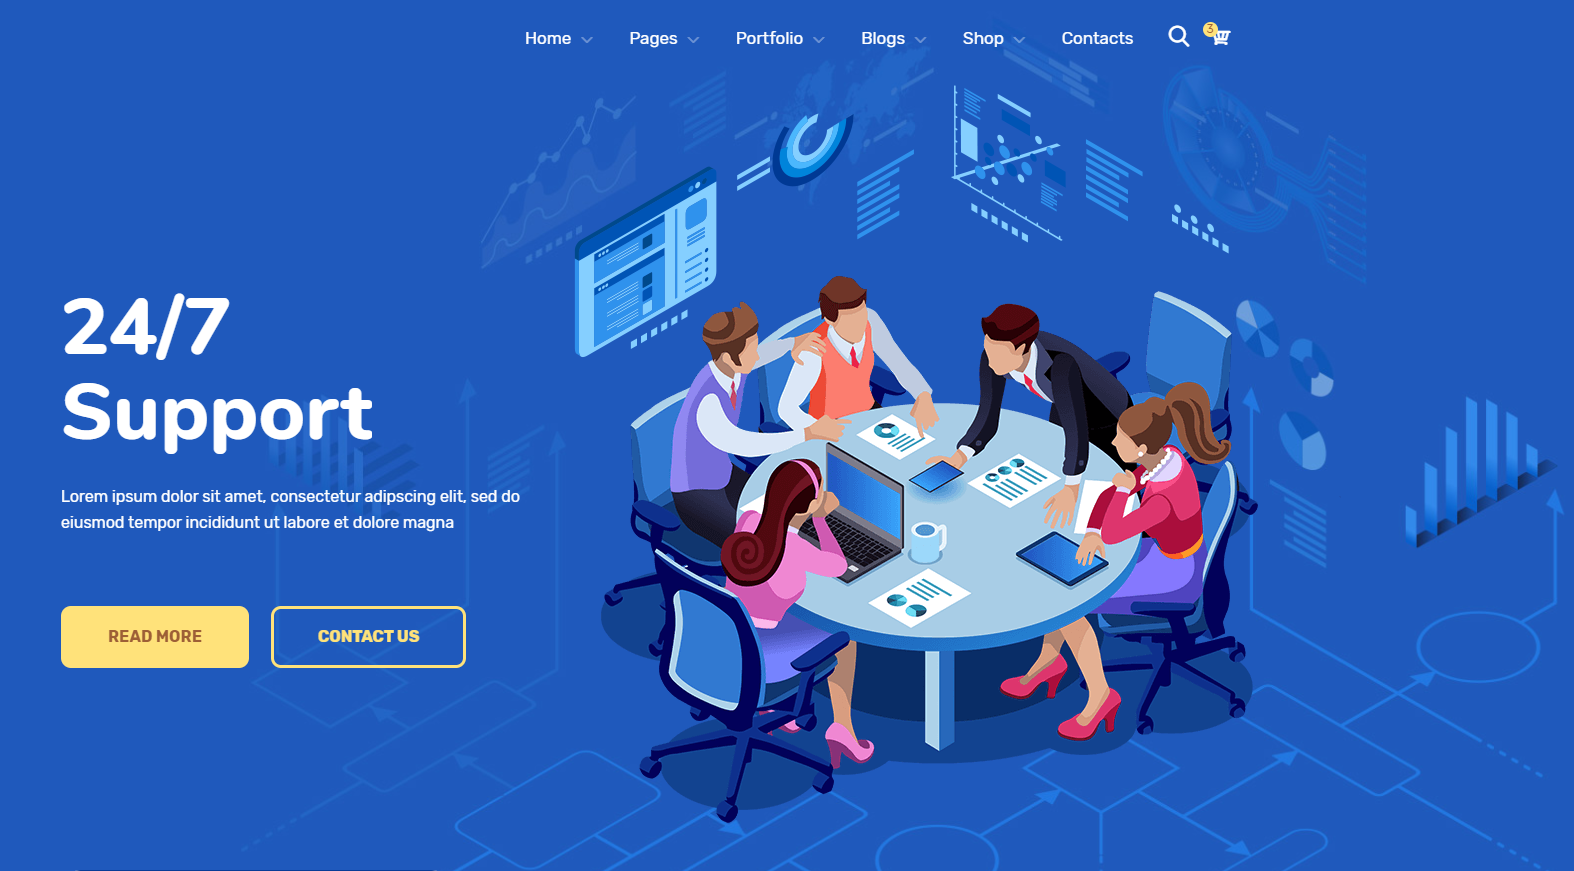 Home Pages Portfolio Blogs Shop Contacts 3
24/7
Support
Lorem ipsum dolor sit amet, consectetur adipscing elit, sed do
eiusmod tempor incididunt ut labore et dolore magna
READ MORE CONTACT US